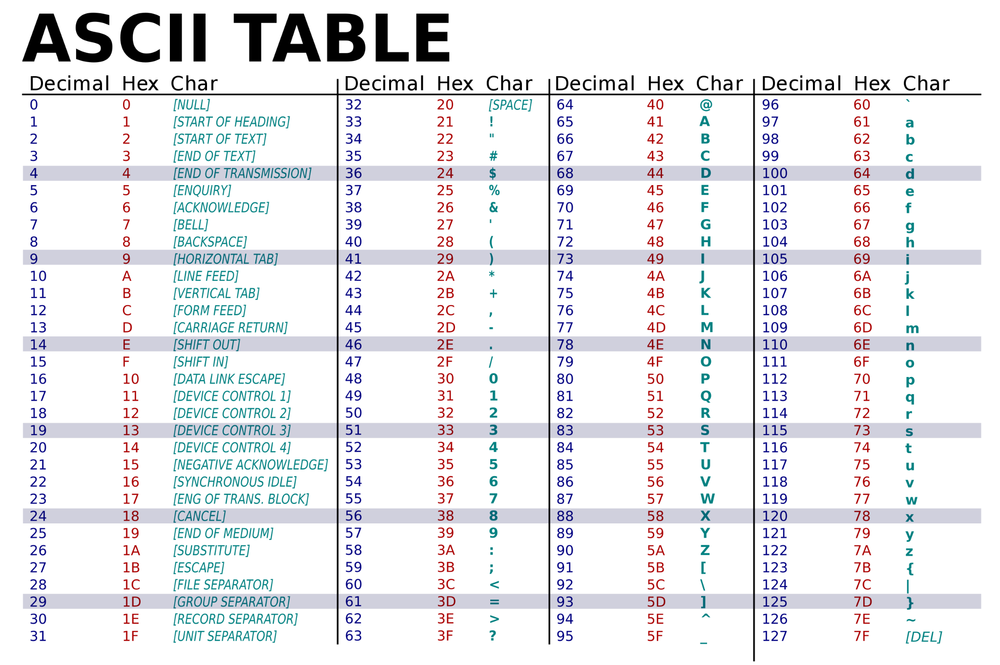 ASCII TABLE
Decimal Hex Char Decimal Hex Char Decimal Hex Char Decimal Hex Char
0 0 [NULL] 32 20 [SPACE] 64 40 @ 96 60 `
1 1 [START OF HEADING] 33 21 ! 65 41 A 97 61 a
2 2 [START OF TEXT] 34 22 " 66 42 B 98 62 b
3 3 [END OF TEXT] 35 23 # 67 43 C 99 63 c
4 4 [END OF TRANSMISSION] 36 24 $ 68 44 D 100 64 d
5 5 [ENQUIRY] 37 25 % 69 45 E 101 65 e
6 6 [ACKNOWLEDGE] 38 26 & 70 46 F 102 66 f
7 7 [BELL] 39 27 ' 71 47 G 103 67 g
8 8 [BACKSPACE] 40 28 ( 72 48 H 104 68 h
9 9 [HORIZONTAL TAB] 41 29 ) 73 49 I 105 69 i
10 A [LINE FEED] 42 2A * 74 4A J 106 6A j
11 B [VERTICAL TAB] 43 2B + 75 4B K 107 6B k
12 C [FORM FEED] 44 2C , 76 4C L 108 6C l
13 D [CARRIAGE RETURN] 45 2D - 77 4D M 109 6D m
14 E [SHIFT OUT] 46 2E . 78 4E N 110 6E n
15 F [SHIFT IN] 47 2F / 79 4F O 111 6F o
16 10 [DATA LINK ESCAPE] 48 30 0 80 50 P 112 70 p
17 11 [DEVICE CONTROL 1] 49 31 1 81 51 Q 113 71 q
18 12 [DEVICE CONTROL 2] 50 32 2 82 52 R 114 72 r
19 13 [DEVICE CONTROL 3] 51 33 3 83 53 S 115 73 s
20 14 [DEVICE CONTROL 4] 52 34 4 84 54 T 116 74 t
21 15 [NEGATIVE ACKNOWLEDGE] 53 35 5 85 55 U 117 75 u
22 16 [SYNCHRONOUS IDLE] 54 36 6 86 56 V 118 76 v
23 17 [ENG OF TRANS. BLOCK] 55 37 7 87 57 W 119 77 w
24 18 [CANCEL] 56 38 8 88 58 X 120 78 x
25 19 [END OF MEDIUM] 57 39 9 89 59 Y 121 79 y
26 1A [SUBSTITUTE] 58 3A : 90 5A Z 122 7A z
27 1B [ESCAPE] 59 3B ; 91 5B [ 123 7B {
28 1C [FILE SEPARATOR] 60 3C < 92 5C \ 124 7C |
29 1D [GROUP SEPARATOR] 61 3D = 93 5D ] 125 7D }
30 1E [RECORD SEPARATOR] 62 3E > 94 5E ^ 126 7E ~
31 1F [UNIT SEPARATOR] 63 3F ? 95 5F _ 127 7F [DEL]